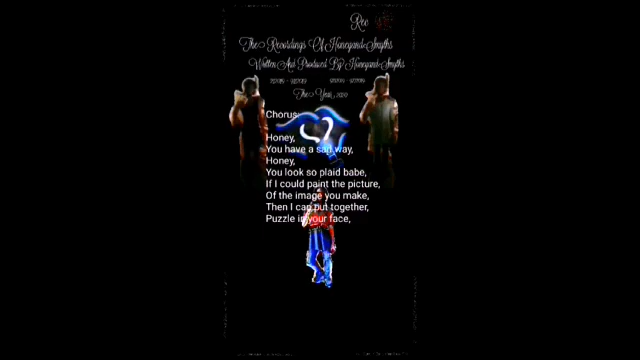 Rec
The Recordings Of Honeyand-Smyths
Written And Produced By Honeyand-Smyths
The Year, 2020
Chorus:
Honey,
You have a sad way,
Honey,
You look so plaid babe,
If I could paint the picture,
Of the image you make,
Then I can put together,
Puzzle in your face,